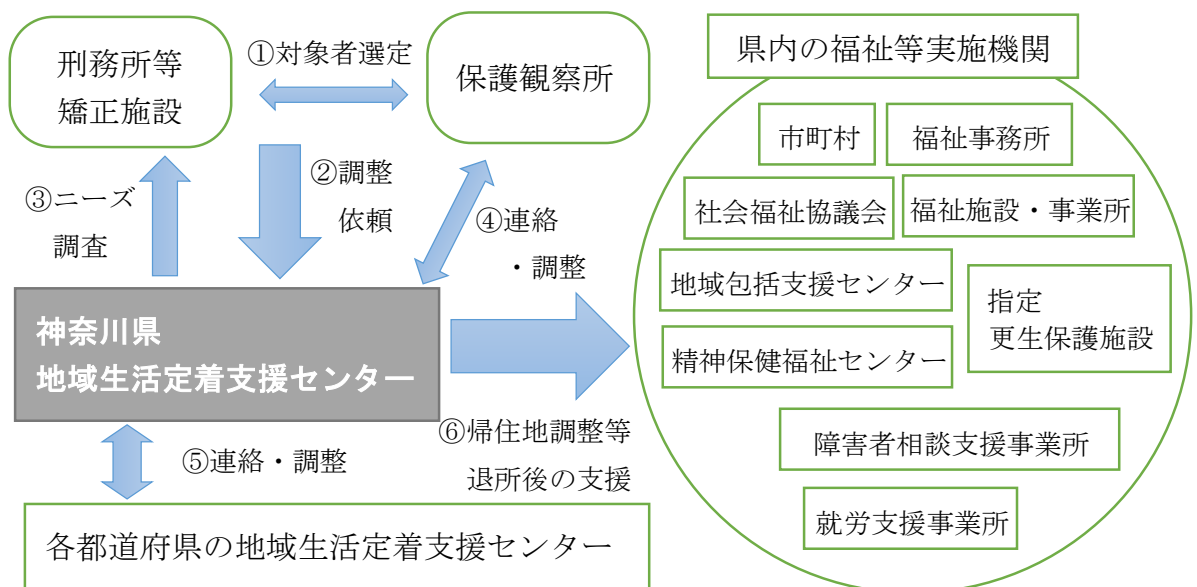 刑務所等
矯正施設
①対象者選定
保護観察所
②調整
依頼
③ニーズ
調査
④連絡
・調整
神奈川県
地域生活定着支援センター
⑤連絡・調整
⑥帰住地調整等
退所後の支援
各都道府県の地域生活定着支援センター
県内の福祉等実施機関
市町村
福祉事務所
社会福祉協議会
福祉施設・事業所
地域包括支援センター
指定
更生保護施設
精神保健福祉センター
障害者相談支援事業所
就労支援事業所